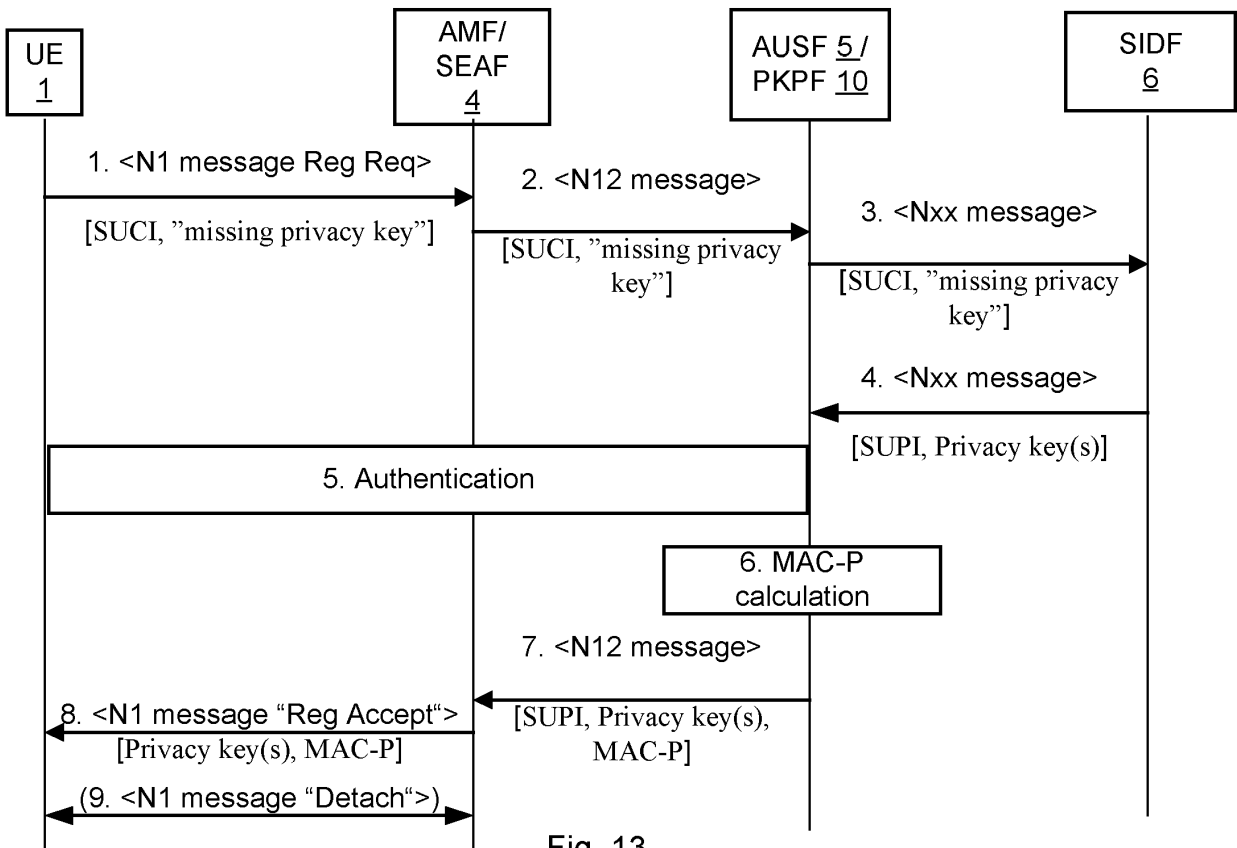 UE
1
AMF/
SEAF
4
AUSF 5/
PKPF 10
SIDF
6
1. <N1 message Reg Req>
[SUCI, ”missing privacy key”]
2. <N12 message>
[SUCI, ”missing privacy
key”]
3. <Nxx message>
[SUCI, ”missing privacy
key”]
4. <Nxx message>
[SUPI, Privacy key(s)]
5. Authentication
6. MAC-P
calculation
7. <N12 message>
[SUPI, Privacy key(s),
MAC-P]
8. <N1 message “Reg Accept“>
[Privacy key(s), MAC-P]
(9. <N1 message “Detach“>)
Fig. 13